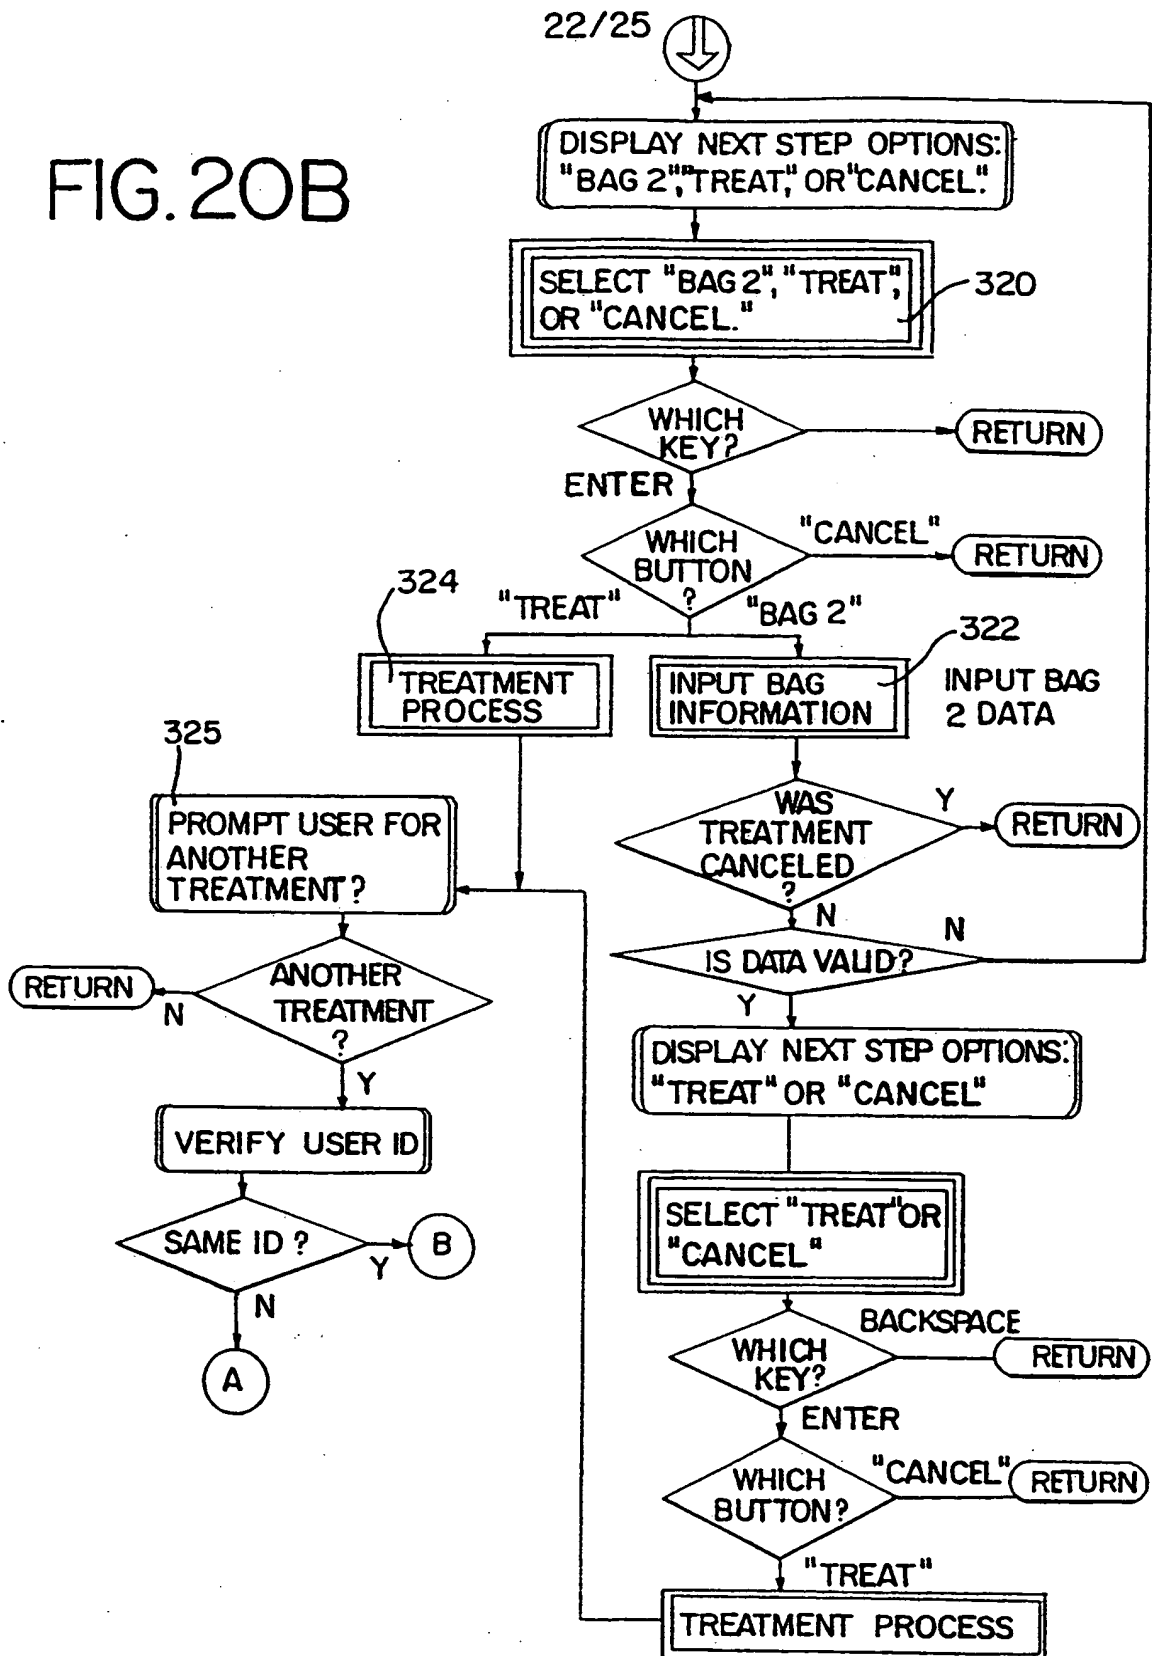 22/25
FIG. 20B
DISPLAY NEXT STEP OPTIONS:
"BAG 2","TREAT," OR "CANCEL".
SELECT "BAG 2", "TREAT",
OR "CANCEL."
320
WHICH
KEY?
RETURN
ENTER
WHICH
BUTTON
?
"CANCEL"
RETURN
324
"TREAT"
"BAG 2"
322
TREATMENT
PROCESS
INPUT BAG
INFORMATION
INPUT BAG
2 DATA
325
PROMPT USER FOR
ANOTHER
TREATMENT?
WAS
TREATMENT
CANCELED
?
Y
RETURN
N
N
IS DATA VALID?
Y
ANOTHER
TREATMENT
?
RETURN
N
Y
DISPLAY NEXT STEP OPTIONS:
"TREAT" OR "CANCEL"
VERIFY USER ID
SELECT "TREAT" OR
"CANCEL"
SAME ID?
Y
B
N
A
BACKSPACE
WHICH
KEY?
RETURN
ENTER
WHICH
BUTTON?
"CANCEL"
RETURN
"TREAT"
TREATMENT PROCESS